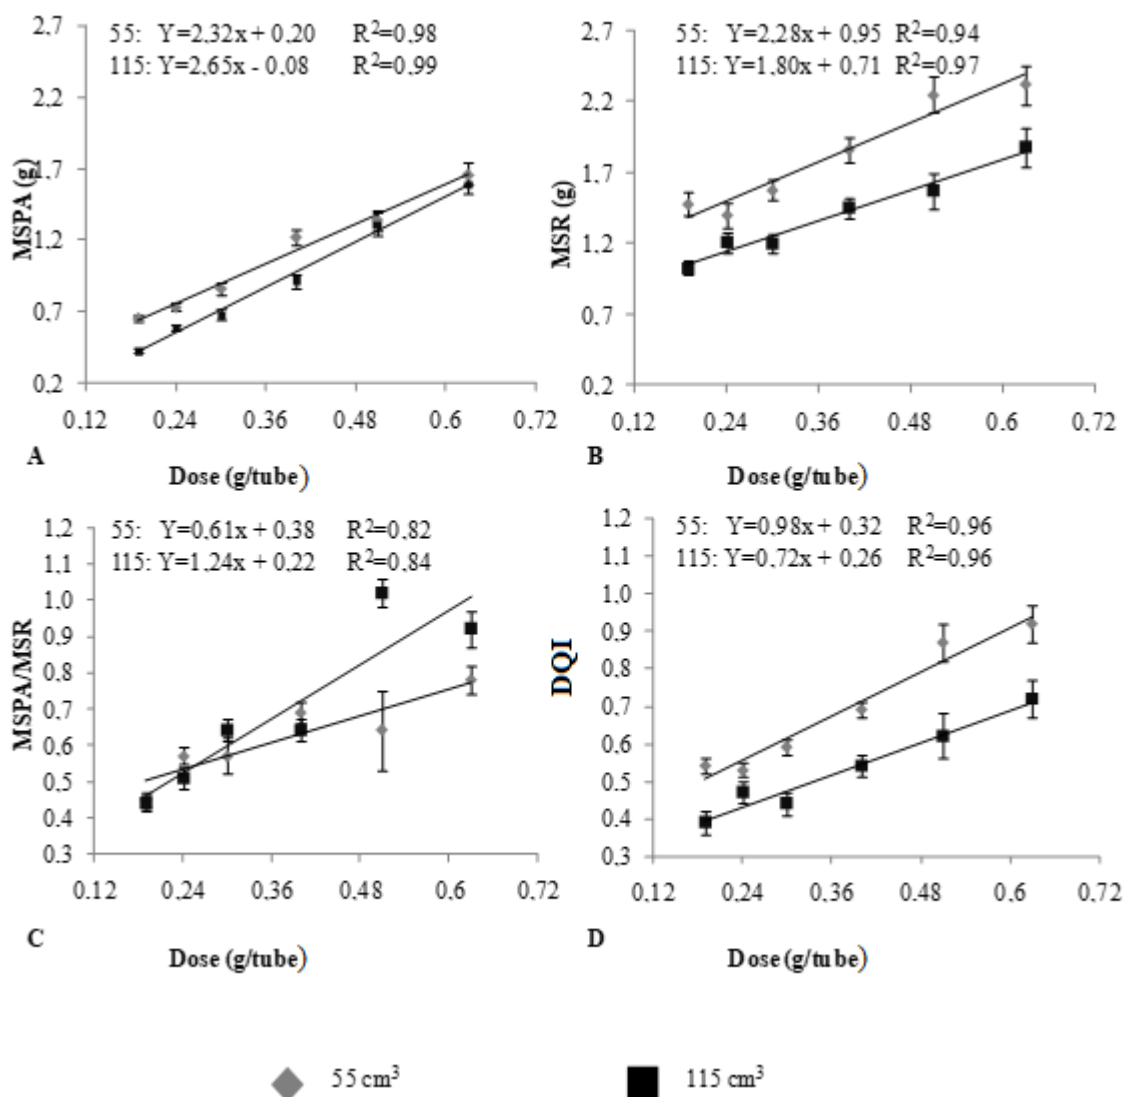 55: Y=2,32x + 0,20 R²=0,98
115: Y=2,65x - 0,08 R²=0,99
MSPA (g)
2,7
2,2
1,7
1,2
0,7
0,2
0,12 0,24 0,36 0,48 0,6 0,72
A
Dose (g/tube)
55: Y=2,28x + 0,95 R²=0,94
115: Y=1,80x + 0,71 R²=0,97
MSR (g)
2,7
2,2
1,7
1,2
0,7
0,2
0,12 0,24 0,36 0,48 0,6 0,72
B
Dose (g/tube)
55: Y=0,61x + 0,38 R²=0,82
115: Y=1,24x + 0,22 R²=0,84
MSPA/MSR
1,2
1,1
1,0
0,9
0,8
0,7
0,6
0,5
0,4
0,3
0,12 0,24 0,36 0,48 0,6 0,72
C
Dose (g/tube)
55: Y=0,98x + 0,32 R²=0,96
115: Y=0,72x + 0,26 R²=0,96
DQI
1,2
1,1
1,0
0,9
0,8
0,7
0,6
0,5
0,4
0,3
0,12 0,24 0,36 0,48 0,6 0,72
D
Dose (g/tube)
55 cm³ 115 cm³